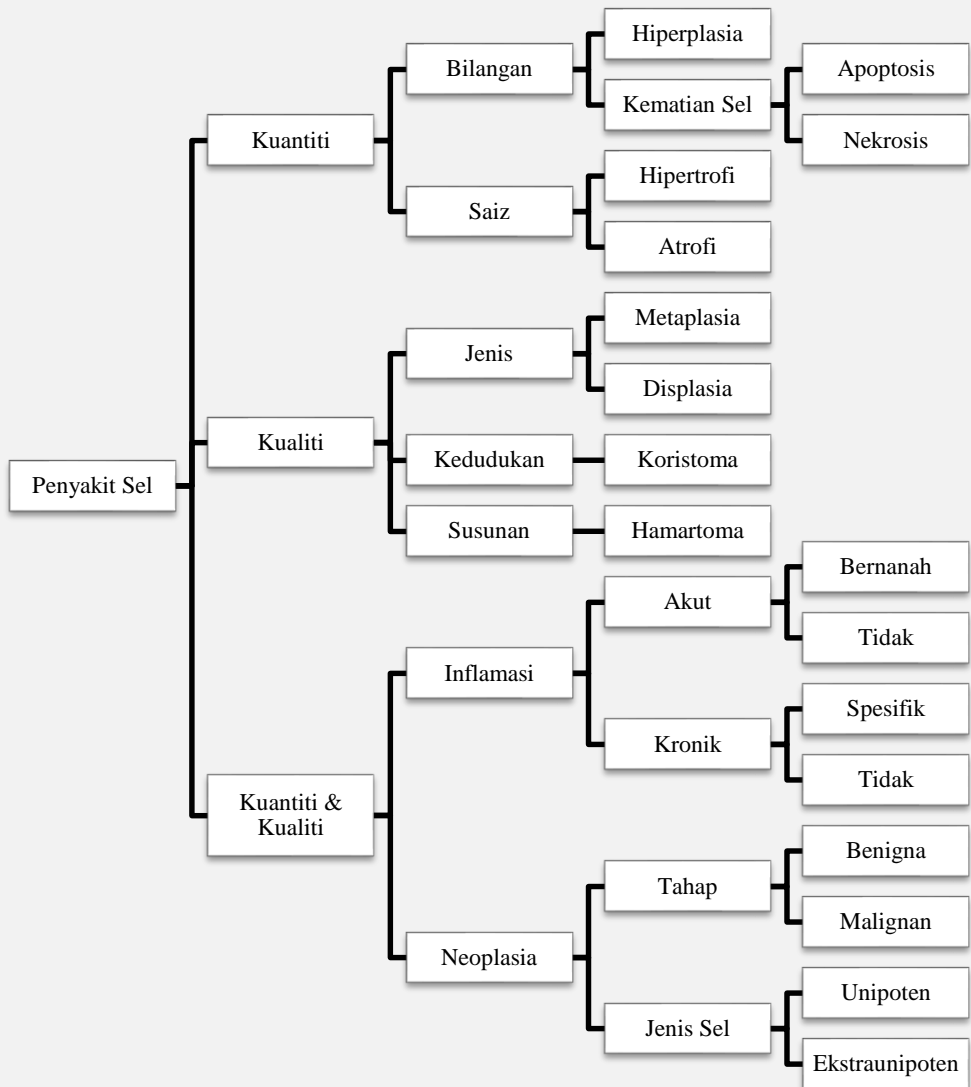 Penyakit Sel
Kuantiti
Bilangan
Hiperplasia
Kematian Sel
Apoptosis
Nekrosis
Saiz
Hipertrofi
Atrofi
Kualiti
Jenis
Metaplasia
Displasia
Kedudukan
Koristoma
Susunan
Hamartoma
Kuantiti &
Kualiti
Inflamasi
Akut
Bernanah
Tidak
Kronik
Spesifik
Tidak
Neoplasia
Tahap
Benigna
Malignan
Jenis Sel
Unipoten
Ekstraunipoten